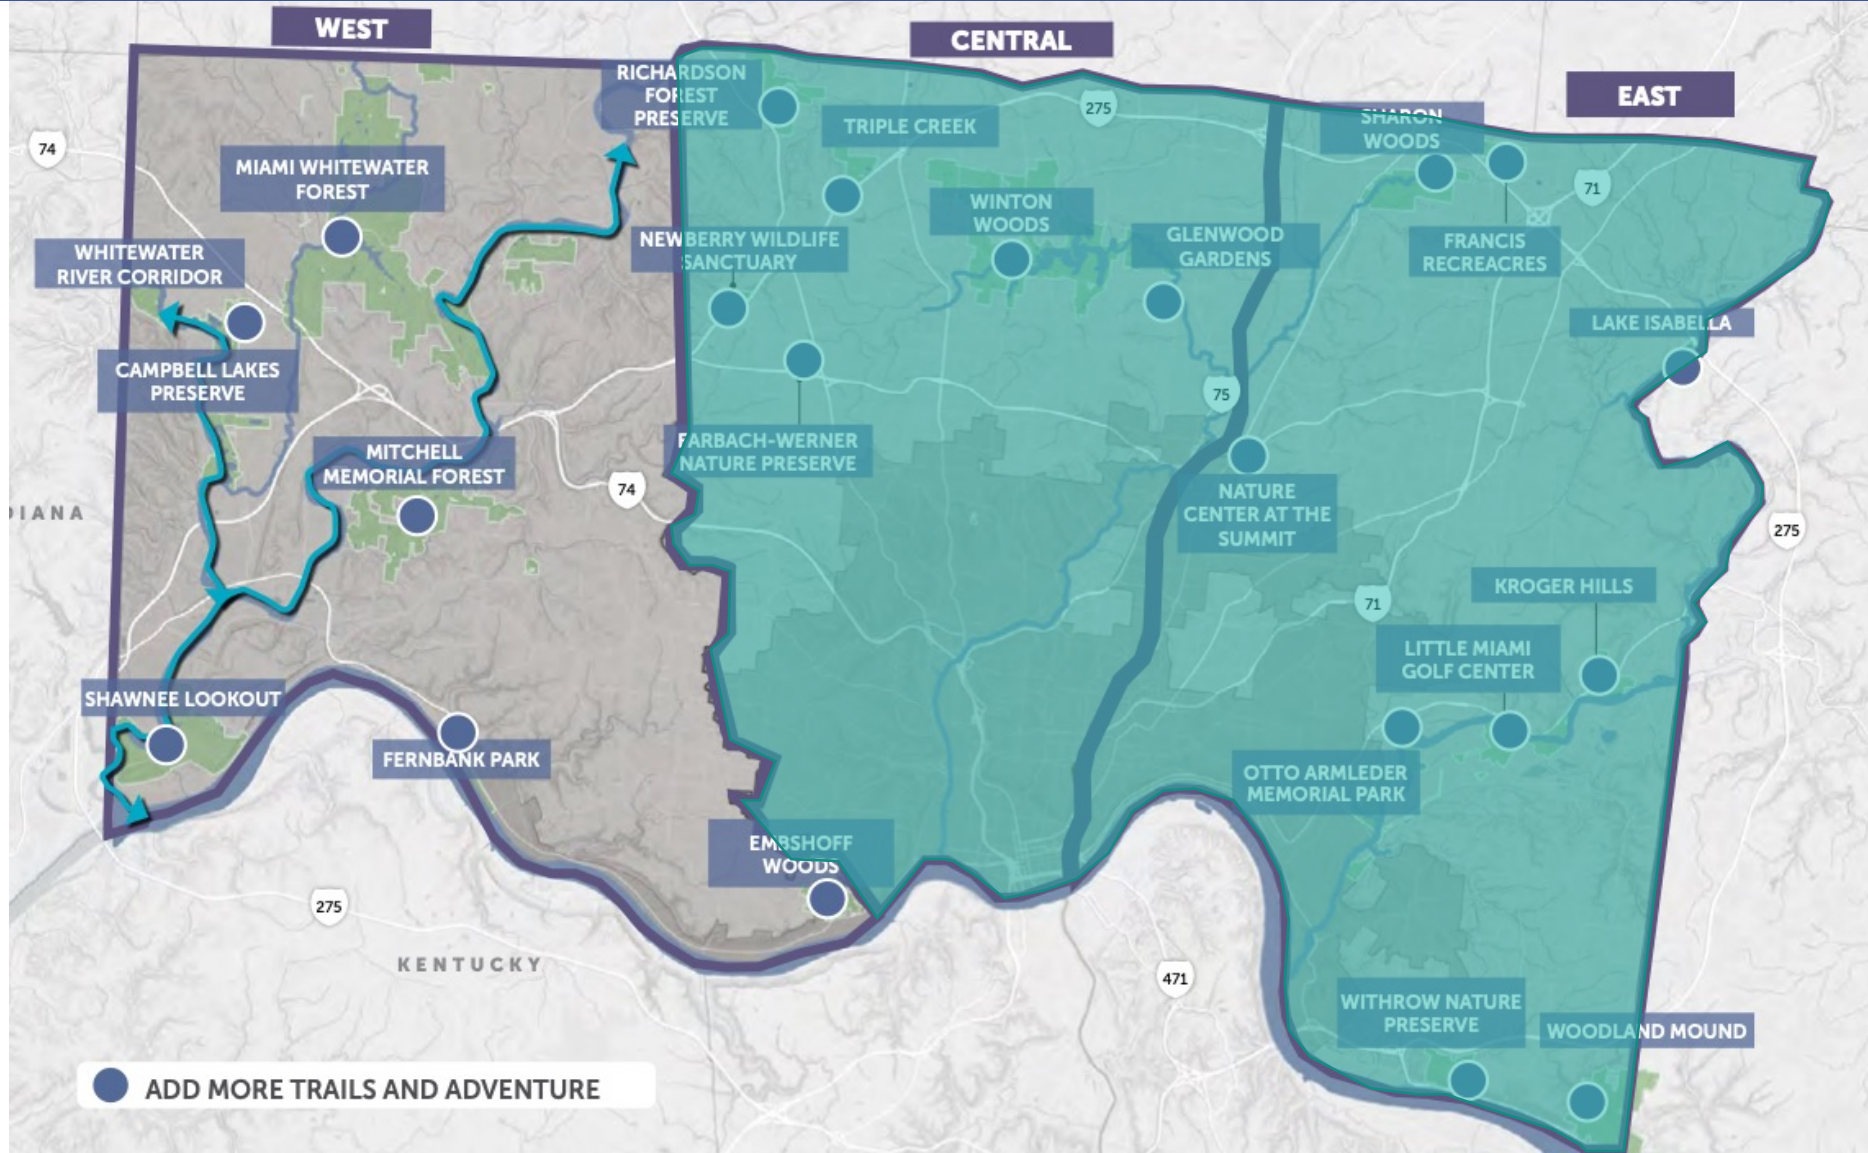 WEST
CENTRAL
EAST
RICHARDSON
FOREST
PRESERVE
TRIPLE CREEK
275
SHARON
WOODS
74
MIAMI WHITEWATER
FOREST
WINTON
WOODS
71
NEWBERRY WILDLIFE
SANCTUARY
GLENWOOD
GARDENS
FRANCIS
RECREACRES
WHITEWATER
RIVER CORRIDOR
LAKE ISABELLA
CAMPBELL LAKES
PRESERVE
75
FARBACH-WERNER
NATURE PRESERVE
MITCHELL
MEMORIAL FOREST
74
NATURE
CENTER AT THE
SUMMIT
DIANA
275
KROGER HILLS
71
LITTLE MIAMI
GOLF CENTER
SHAWNEE LOOKOUT
FERNBANK PARK
OTTO ARMLEDER
MEMORIAL PARK
EMBSHOFF
WOODS
275
KENTUCKY
471
WITHROW NATURE
PRESERVE
WOODLAND MOUND
ADD MORE TRAILS AND ADVENTURE